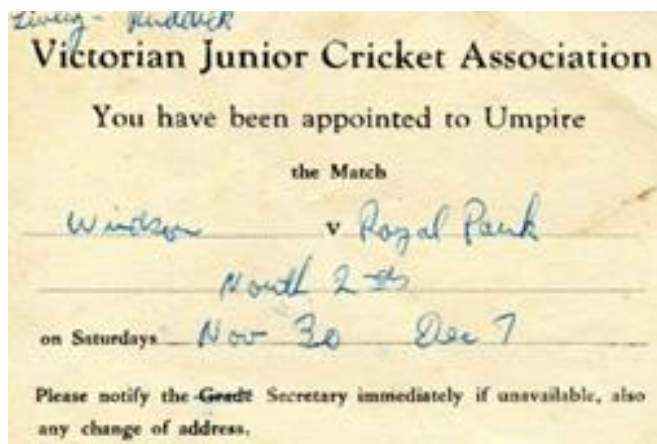 Victorian Junior Cricket Association
You have been appointed to Umpire
the Match
Windsor v Royal Park
North 2nds
on Saturdays Nov 30 Dec 7
Please notify the Grade Secretary immediately if unavailable, also
any change of address.